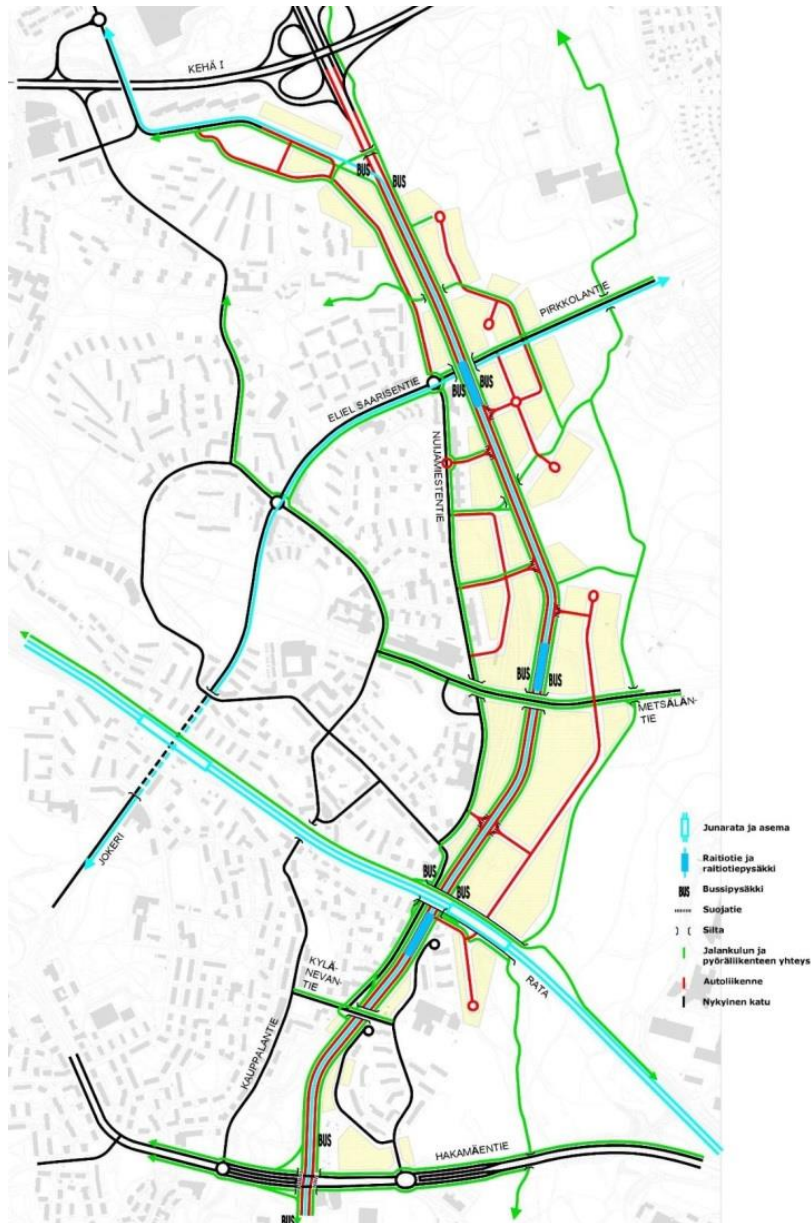 KEHÄ I
BUS
BUS
PIRKKOLANTIE
BUS
BUS
ELIEL SAARISENTIE
NUIJAMIESTENTIE
BUS
BUS
METSÄLÄN-
TIE
JOKERI
BUS
BUS
RATA
KYLÄ-
NEVAN-
TIE
KAUPPALANTIE
BUS
HAKAMÄENTIE
BUS
Junarata ja asema
Raitiotie ja
raitiotiepysäkki
BUS Bussipysäkki
Suojatie
Silta
Jalankulun ja
pyöräliikenteen yhteys
Autoliikenne
Nykyinen katu